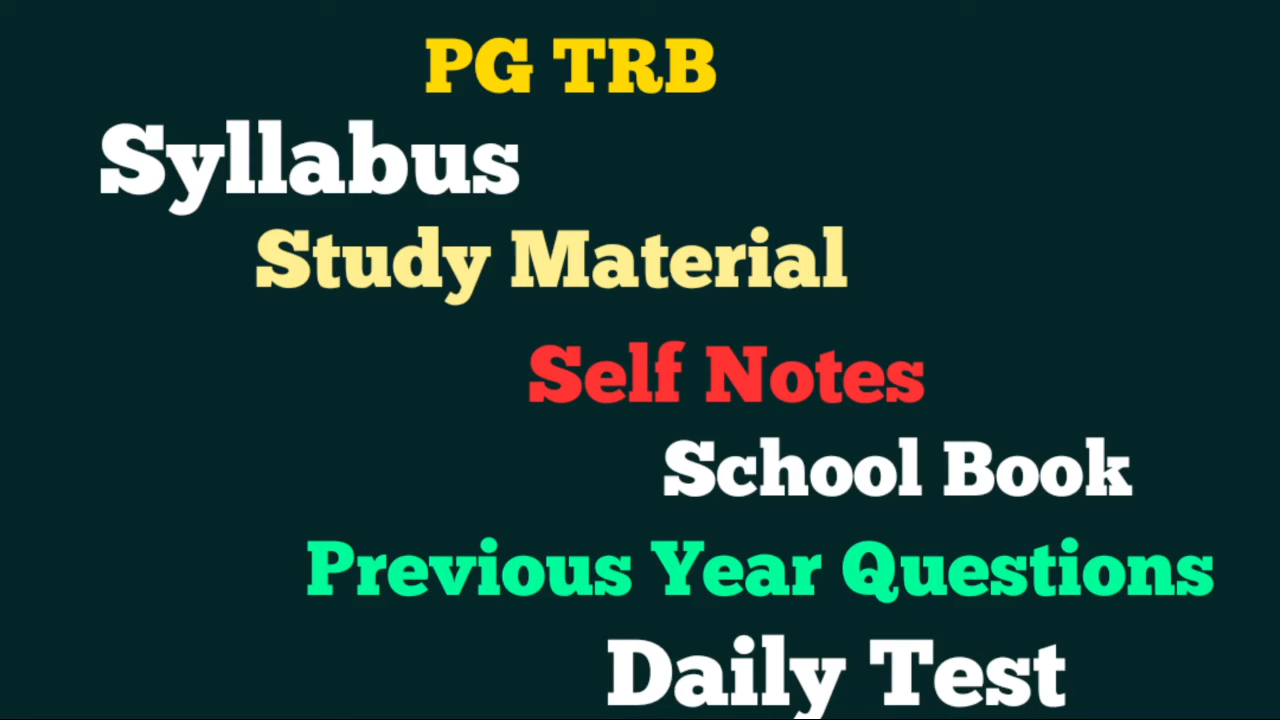 PG TRB
Syllabus
Study Material
Self Notes
School Book
Previous Year Questions
Daily Test